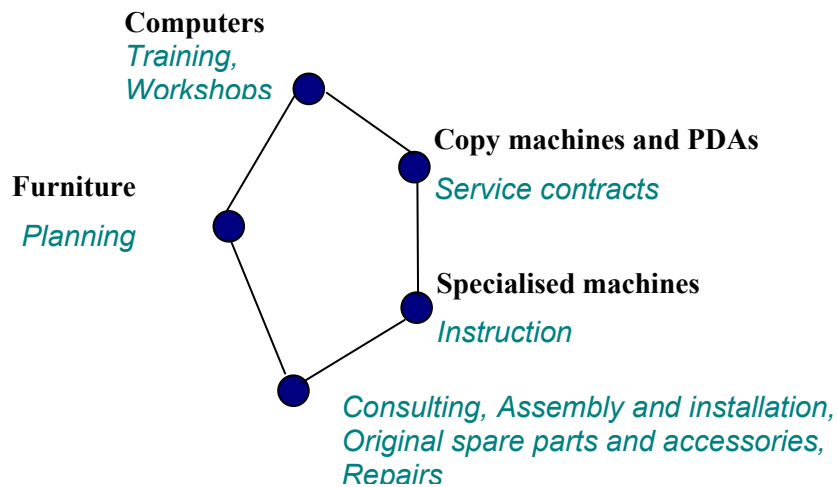 Computers
Training,
Workshops
Copy machines and PDAs
Service contracts
Furniture
Planning
Specialised machines
Instruction
Consulting, Assembly and installation,
Original spare parts and accessories,
Repairs